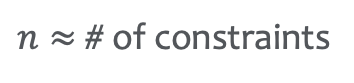 n ≈ # of constraints